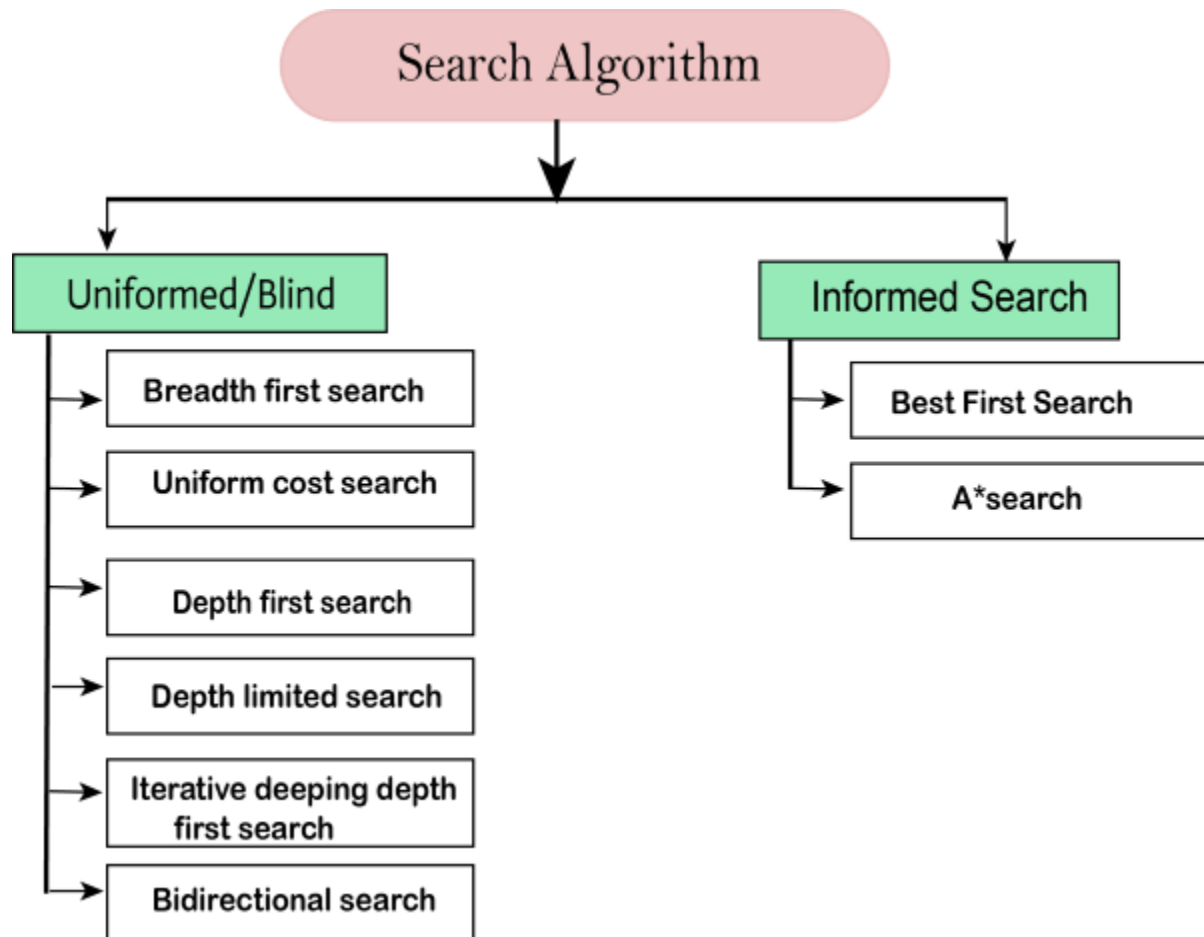 Search Algorithm
Uniformed/Blind
Breadth first search
Uniform cost search
Depth first search
Depth limited search
Iterative deeping depth
first search
Bidirectional search
Informed Search
Best First Search
A*search